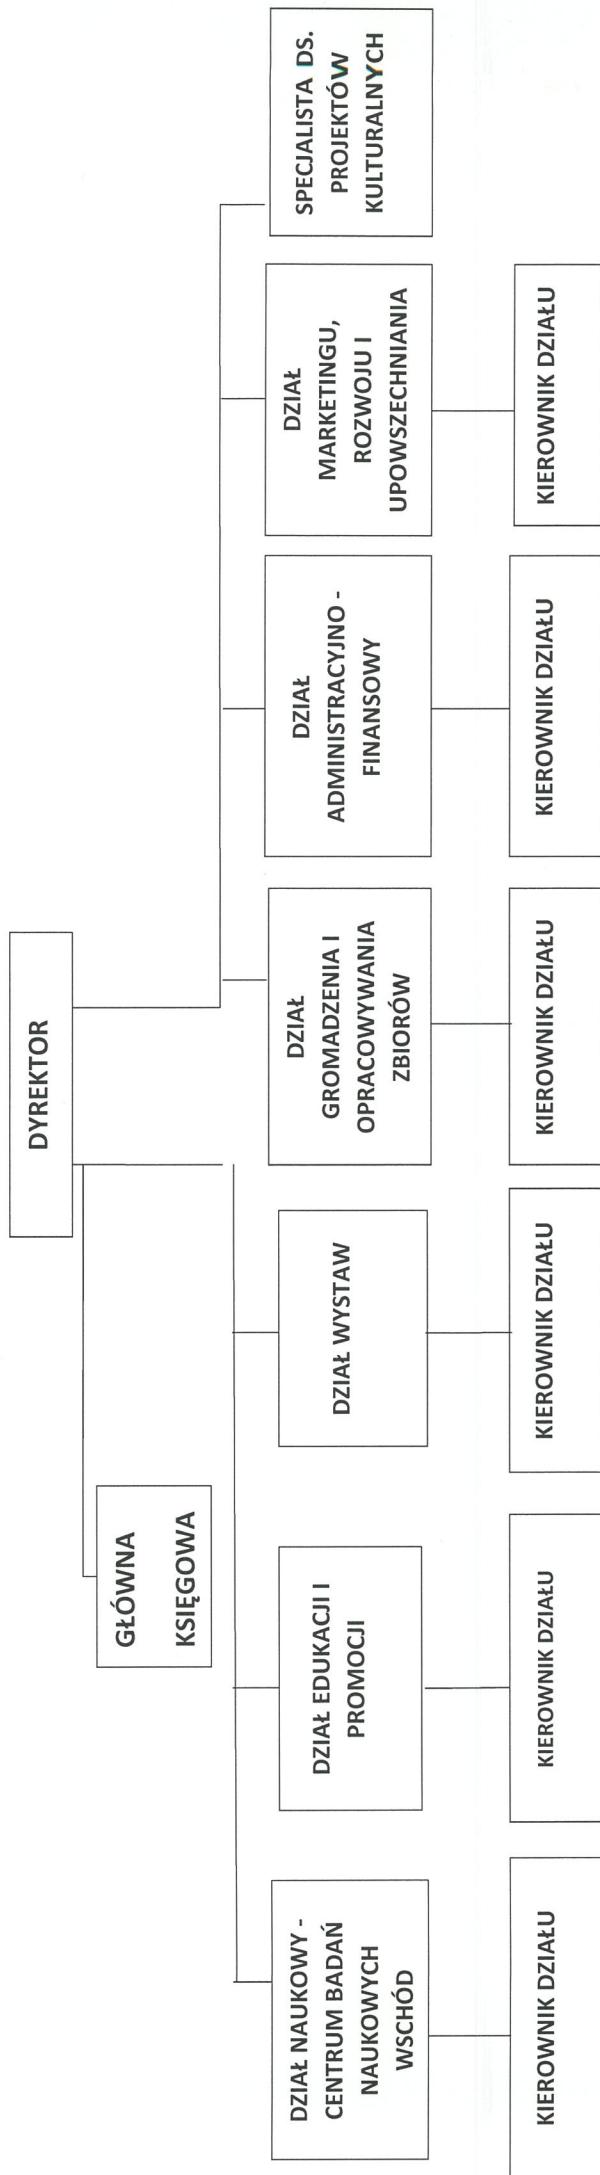 DYREKTOR
GŁÓWNA
KSIĘGOWA
DZIAŁ NAUKOWY -
CENTRUM BADAŃ
NAUKOWYCH
WSCHÓD
DZIAŁ EDUKACJI I
PROMOCJI
DZIAŁ WYSTAW
DZIAŁ
GROMADZENIA I
OPRACOWYWANIA
ZBIORÓW
DZIAŁ
ADMINISTRACYJNO -
FINANSOWY
DZIAŁ
MARKETINGU,
ROZWOJU I
UPOWSZECHNIANIA
SPECJALISTA DS.
PROJEKTÓW
KULTURALNYCH
KIEROWNIK DZIAŁU
KIEROWNIK DZIAŁU
KIEROWNIK DZIAŁU
KIEROWNIK DZIAŁU
KIEROWNIK DZIAŁU
KIEROWNIK DZIAŁU